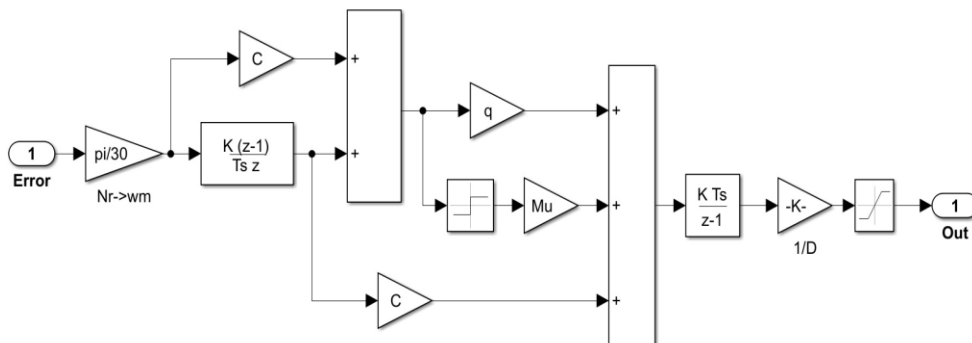 C
+
q
+
1
pi/30
K (z-1)
Ts z
+
K Ts
z-1
-K-
1
Error
Nr->wm
Mu
+
Out
1/D
C
+